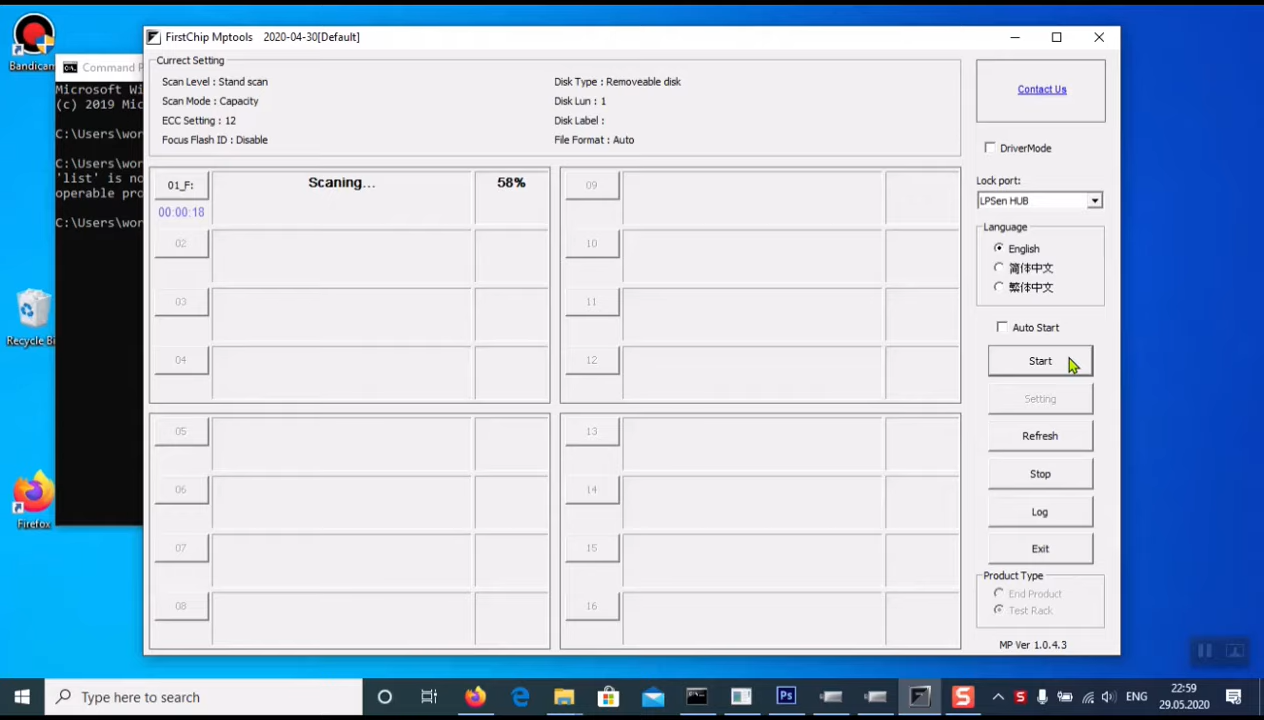 Bandicam
Command P
Microsoft Wi
(c) 2019 Mic
C:\Users\wor
C:\Users\wor
'list' is no
operable pro
C:\Users\wor
Recycle Bi
Firefox
FirstChip Mptools 2020-04-30[Default]
Currect Setting
Scan Level : Stand scan
Scan Mode : Capacity
ECC Setting : 12
Focus Flash ID : Disable
Disk Type : Removeable disk
Disk Lun : 1
Disk Label :
File Format : Auto
01_F: Scaning... 58%
00:00:18
02
03
04
05
06
07
08
09
10
11
12
13
14
15
16
Contact Us
DriverMode
Lock port:
LPSen HUB
Language
English
简体中文
繁体中文
Auto Start
Start
Setting
Refresh
Stop
Log
Exit
Product Type
End Product
Test Rack
MP Ver 1.0.4.3
Type here to search
Ps
S
S
ENG
22:59
29.05.2020